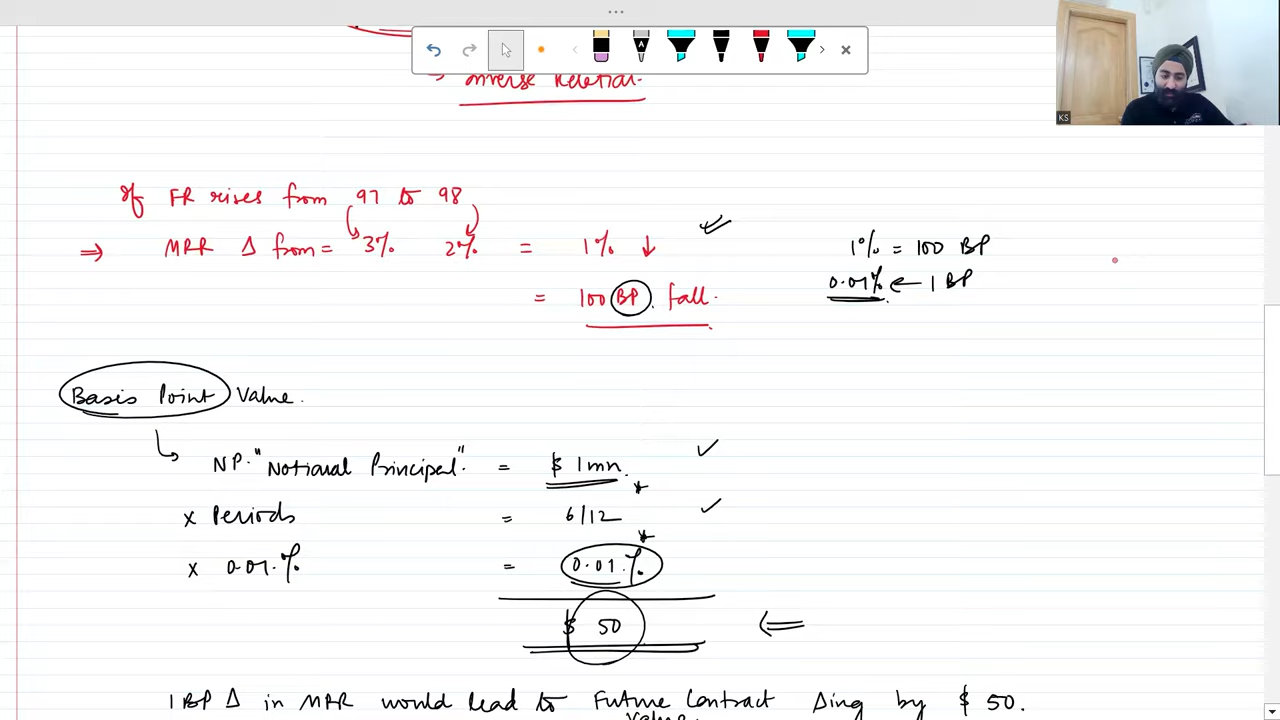 KS
Inverse Relation.
If FR rises from 97 to 98
⇒ MRR Δ from = 3% 2% = 1% ↓
= 100 BP. fall.
1% = 100 BP
0.01% ← 1 BP
Basis Point Value.
NP. "Notional Principal". = $ 1mn.
x Periods = 6/12
x 0.01.% = 0.01.%
$ 50
1 BP Δ in MRR would lead to Future Contract Δing by $ 50.
Value.